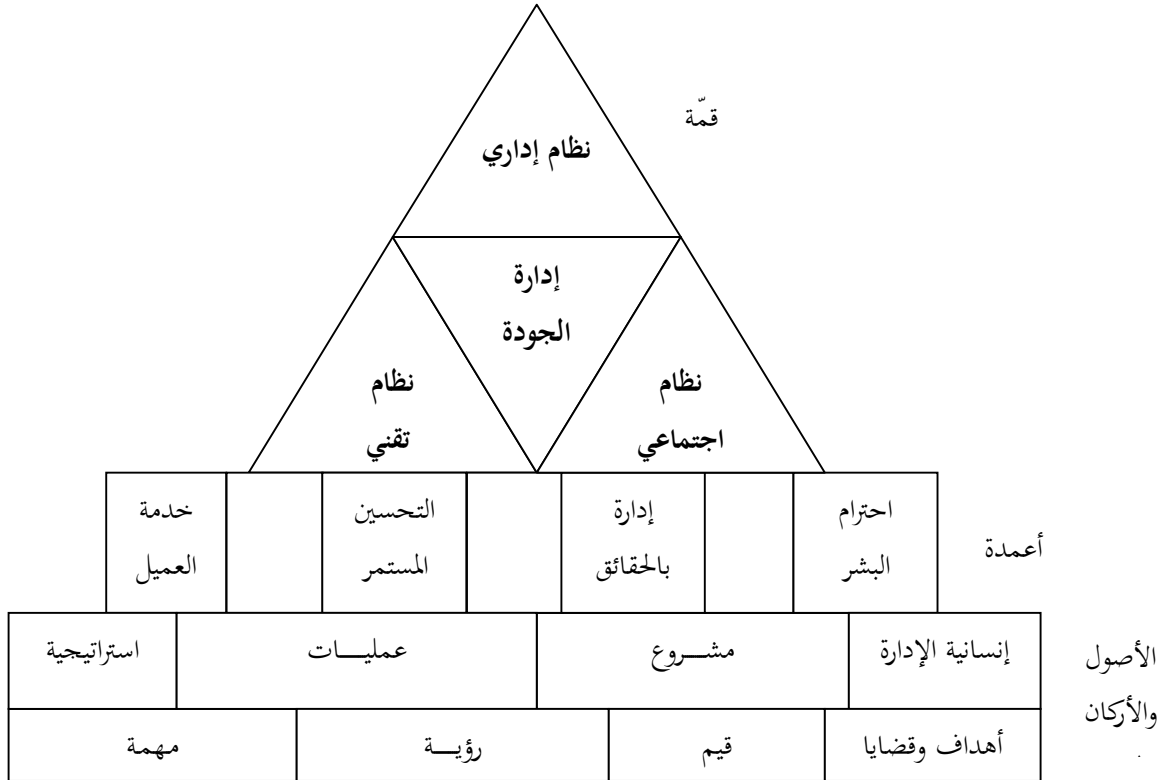 قمّة
نظام إداري
إدارة
الجودة
نظام
اجتماعي
نظام
تقني
أعمدة
احترام
البشر
إدارة
بالحقائق
التحسين
المستمر
خدمة
العميل
الأصول
والأركان
إنسانية الإدارة
مشـــروع
عمليـــات
استراتيجية
أهداف وقضايا
قيم
رؤيـــة
مهمة